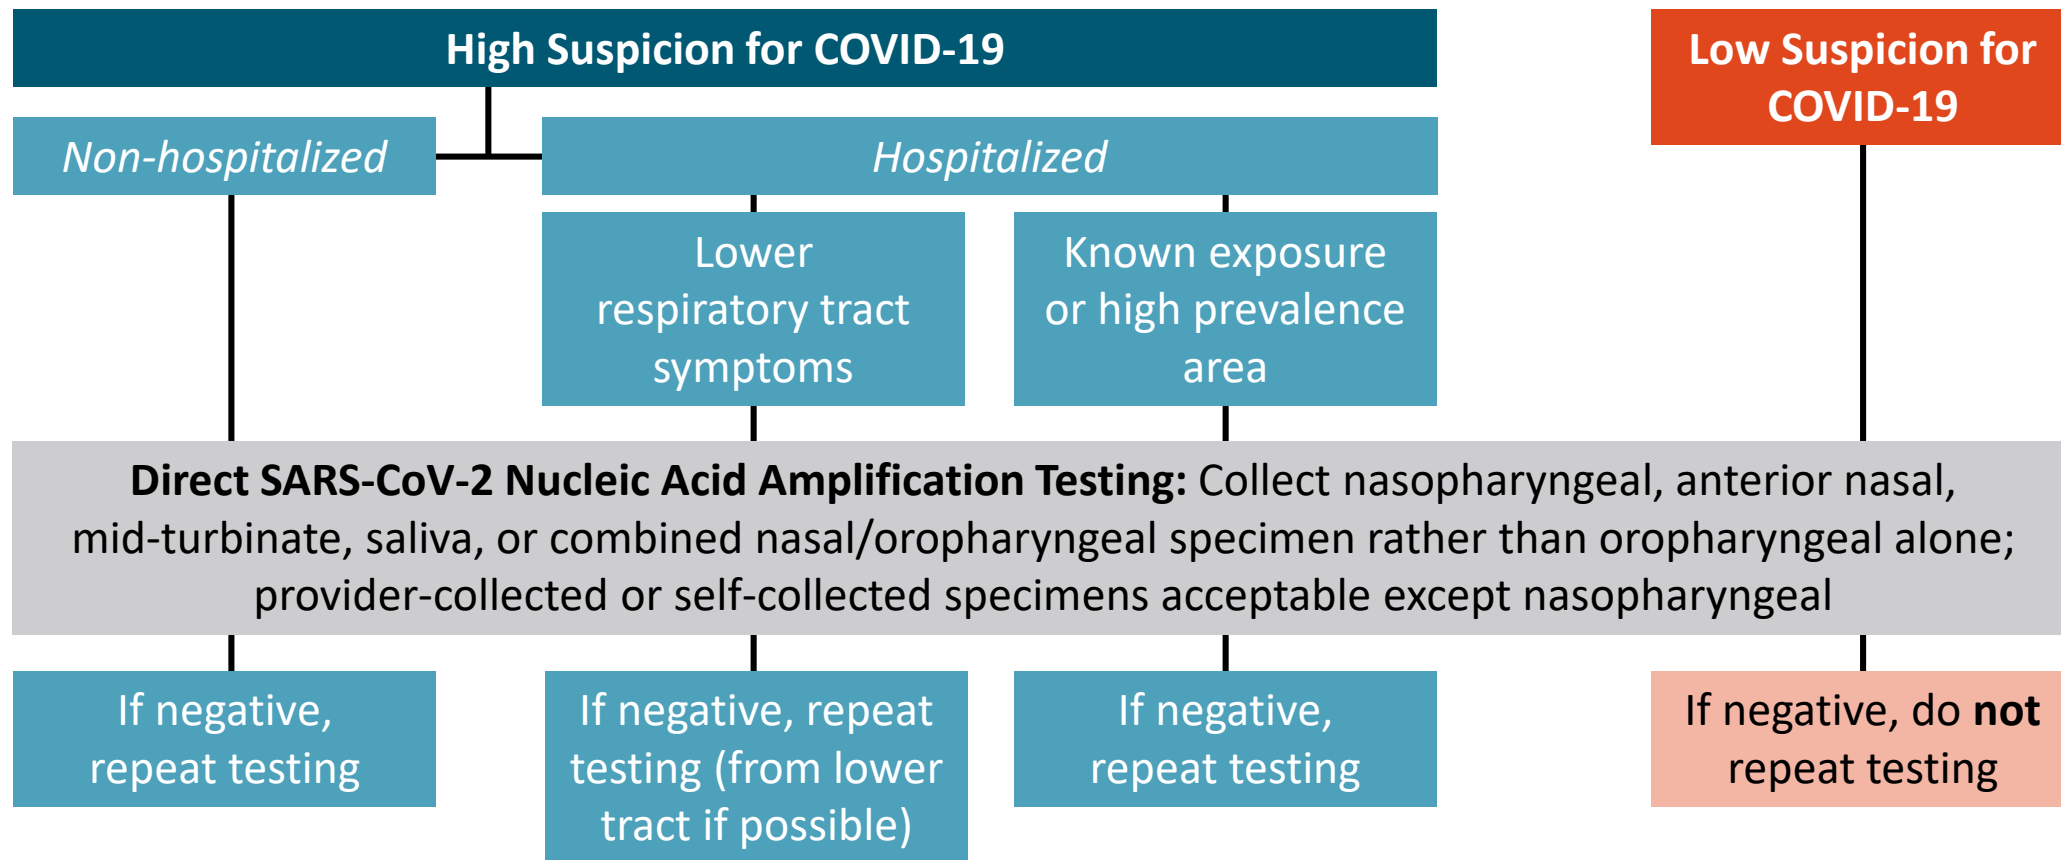 High Suspicion for COVID-19
Low Suspicion for
COVID-19
Non-hospitalized
Hospitalized
Lower
respiratory tract
symptoms
Known exposure
or high prevalence
area
Direct SARS-CoV-2 Nucleic Acid Amplification Testing: Collect nasopharyngeal, anterior nasal,
mid-turbinate, saliva, or combined nasal/oropharyngeal specimen rather than oropharyngeal alone;
provider-collected or self-collected specimens acceptable except nasopharyngeal
If negative,
repeat testing
If negative, repeat
testing (from lower
tract if possible)
If negative,
repeat testing
If negative, do not
repeat testing